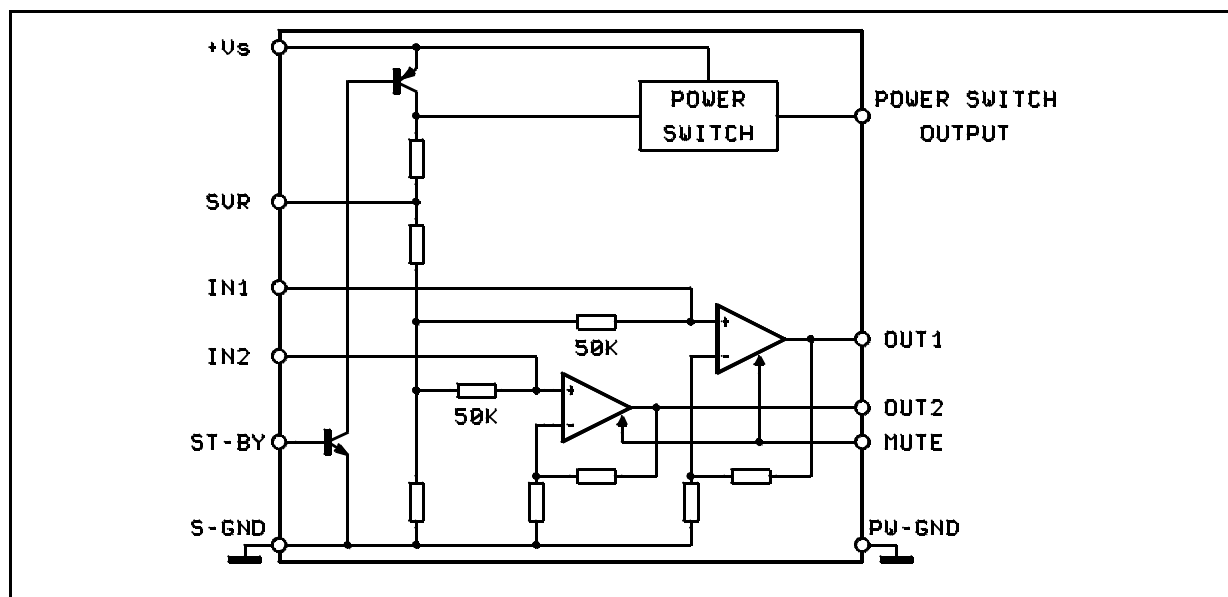 +Vs
POWER
SWITCH
POWER SWITCH
OUTPUT
SVR
IN1
+
-
50K
OUT1
IN2
+
-
50K
OUT2
ST-BY
MUTE
S-GND
PW-GND